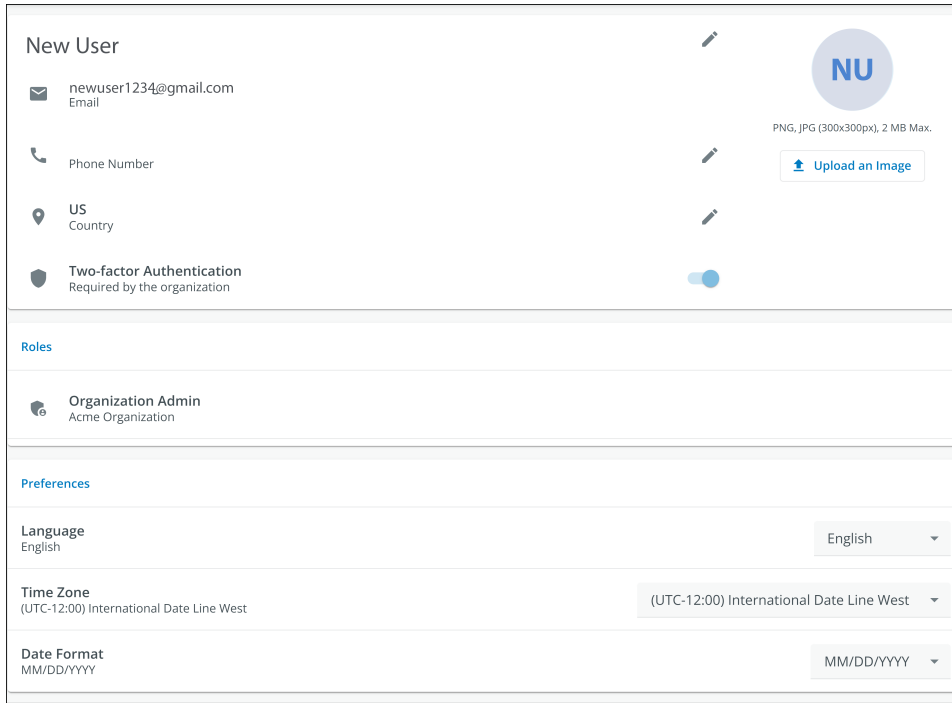 New User
NU
newuser1234@gmail.com
Email
PNG, JPG (300x300px), 2 MB Max.
Phone Number
Upload an Image
US
Country
Two-factor Authentication
Required by the organization
Roles
Organization Admin
Acme Organization
Preferences
Language
English
English
Time Zone
(UTC-12:00) International Date Line West
(UTC-12:00) International Date Line West
Date Format
MM/DD/YYYY
MM/DD/YYYY